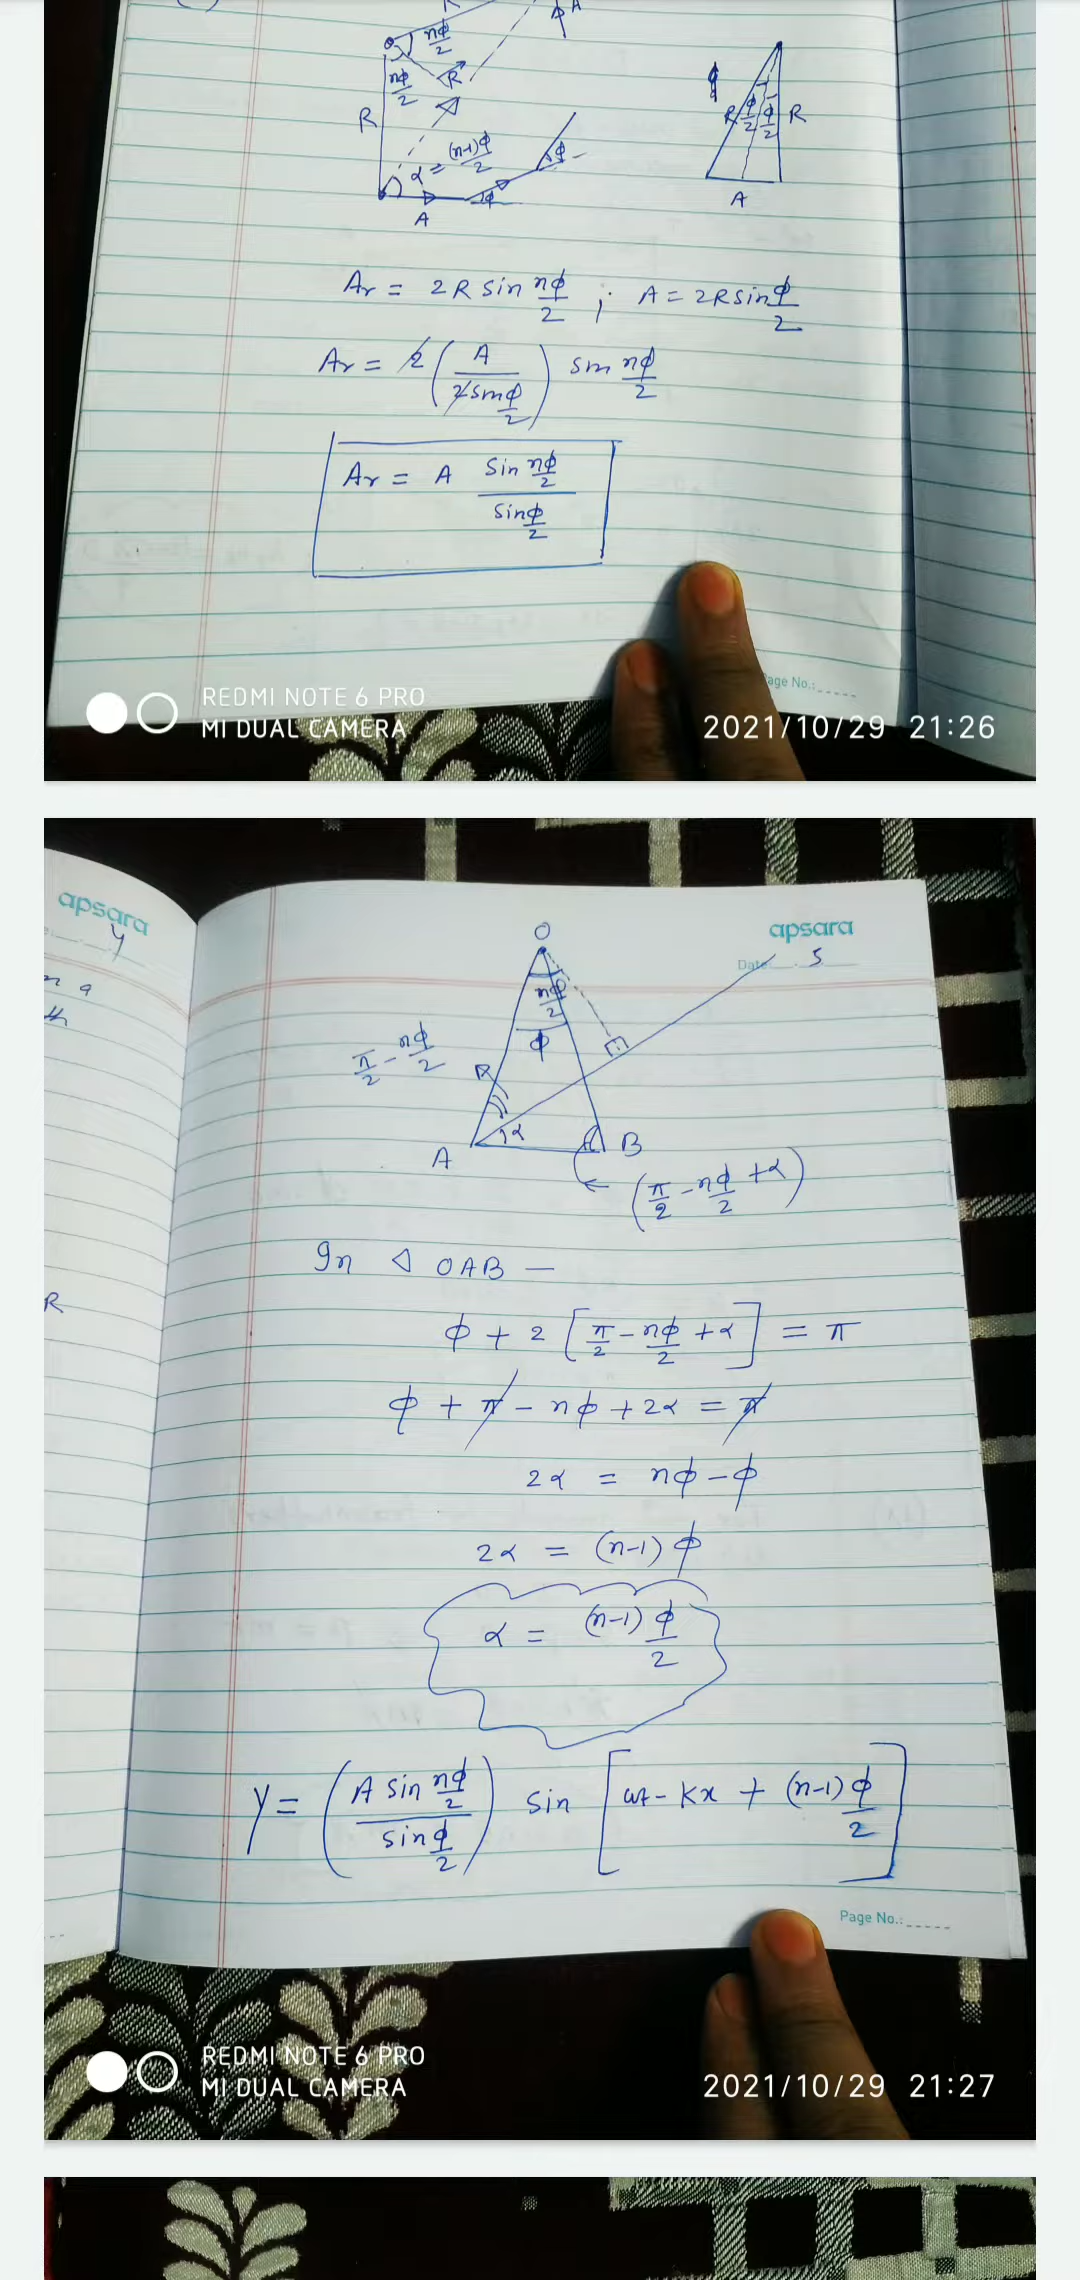 nφ/2
A
nφ/2
R
R
α = (n-1)φ/2
φ
φ
A
R φ/2 φ/2 R
A
Ar = 2R sin nφ/2 ; A = 2R sin φ/2
Ar = 2 (A / 2 sin φ/2) sin nφ/2
Ar = A sin nφ/2 / sin φ/2
age No.:
REDMI NOTE 6 PRO
MI DUAL CAMERA
2021/10/29 21:26
apsara
4
apsara
Date 5
O
nφ/2
φ
π/2 - nφ/2
R
α
A
B
(π/2 - nφ/2 + α)
R
In △ OAB —
φ + 2 [π/2 - nφ/2 + α] = π
φ + π - nφ + 2α = π
2α = nφ - φ
2α = (n-1) φ
α = (n-1) φ/2
Y = (A sin nφ/2 / sin φ/2) sin [ωt - Kx + (n-1) φ/2]
Page No.:
REDMI NOTE 6 PRO
MI DUAL CAMERA
2021/10/29 21:27